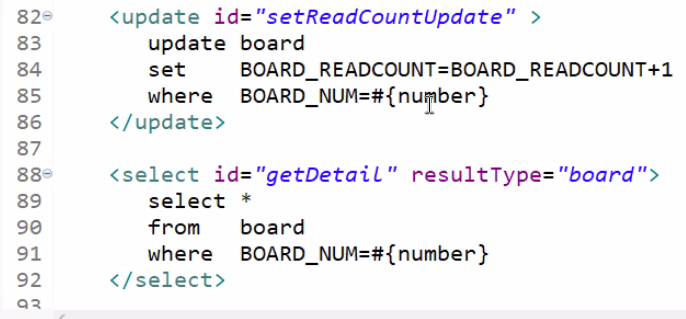 82 <update id="setReadCountUpdate" >
83 update board
84 set BOARD_READCOUNT=BOARD_READCOUNT+1
85 where BOARD_NUM=#{number}
86 </update>
87
88 <select id="getDetail" resultType="board">
89 select *
90 from board
91 where BOARD_NUM=#{number}
92 </select>
93